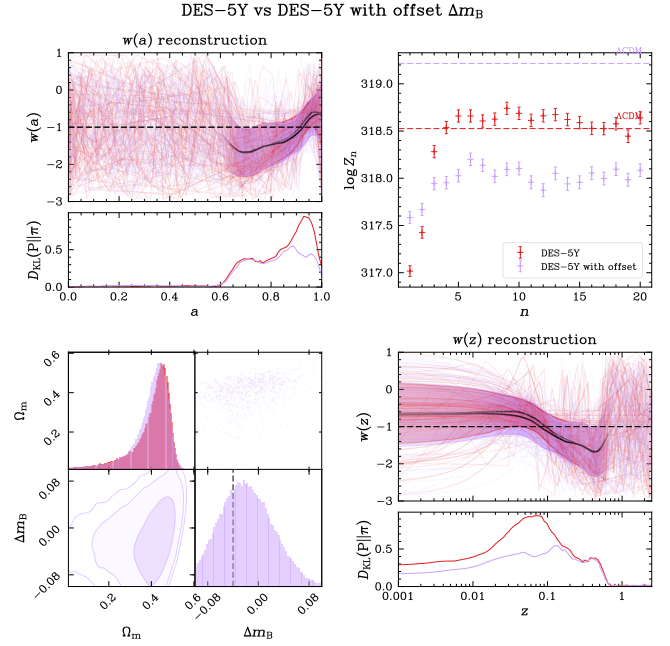 DES−5Y vs DES−5Y with offset Δm_B
w(a) reconstruction
1
0
−1
−2
−3
w(a)
1.0
0.5
0.0
D_KL(P||π)
0.0 0.2 0.4 0.6 0.8 1.0
a
ΛCDM
ΛCDM
319.0
318.5
318.0
317.5
317.0
log Z_n
DES−5Y
DES−5Y with offset
5 10 15 20
n
0.6
0.4
0.2
Ω_m
0.08
0.00
−0.08
Δm_B
0.2 0.4 0.6
Ω_m
−0.08 0.00 0.08
Δm_B
w(z) reconstruction
1
0
−1
−2
−3
w(z)
1.0
0.5
0.0
D_KL(P||π)
0.001 0.01 0.1 1
z